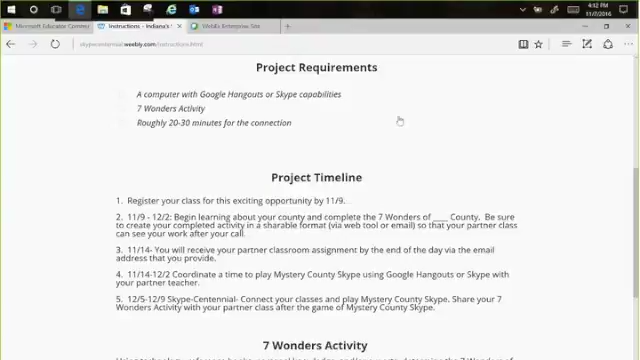 4:42 PM
11/7/2016
Microsoft Educator Commu
Instructions - Indiana's
WebEx Enterprise Site
skypecentennial.weebly.com/instructions.html
Project Requirements
A computer with Google Hangouts or Skype capabilities
7 Wonders Activity
Roughly 20-30 minutes for the connection
Project Timeline
1. Register your class for this exciting opportunity by 11/9.
2. 11/9 - 12/2: Begin learning about your county and complete the 7 Wonders of ____ County. Be sure
to create your completed activity in a sharable format (via web tool or email) so that your partner class
can see your work after your call.
3. 11/14- You will receive your partner classroom assignment by the end of the day via the email
address that you provide.
4. 11/14-12/2 Coordinate a time to play Mystery County Skype using Google Hangouts or Skype with
your partner teacher.
5. 12/5-12/9 Skype-Centennial- Connect your classes and play Mystery County Skype. Share your 7
Wonders Activity with your partner class after the game of Mystery County Skype.
7 Wonders Activity